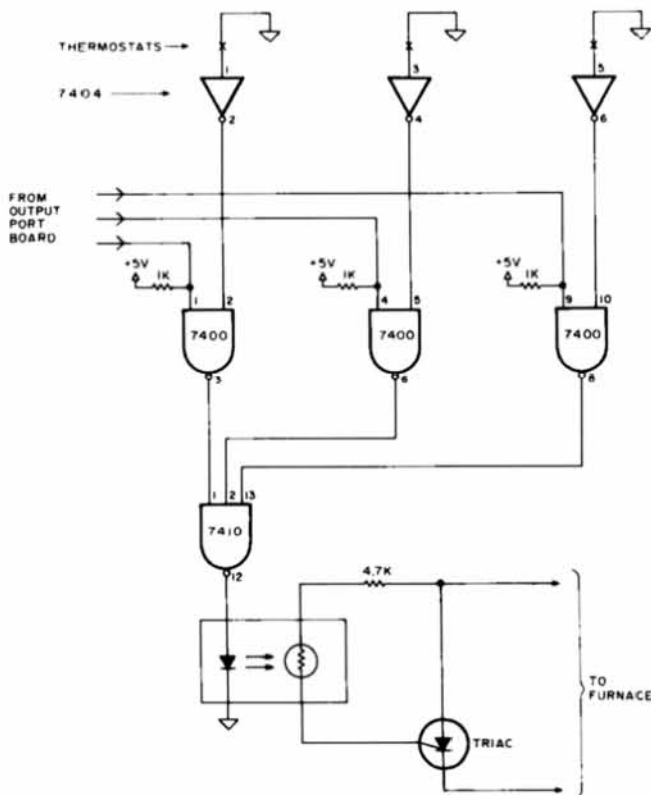 THERMOSTATS
1
3
5
7404
2
4
6
FROM
OUTPUT
PORT
BOARD
+5V
1K
+5V
1K
+5V
1K
1
2
4
5
9
10
7400
7400
7400
3
6
8
1
2
13
7410
12
4.7K
TO
FURNACE
TRIAC